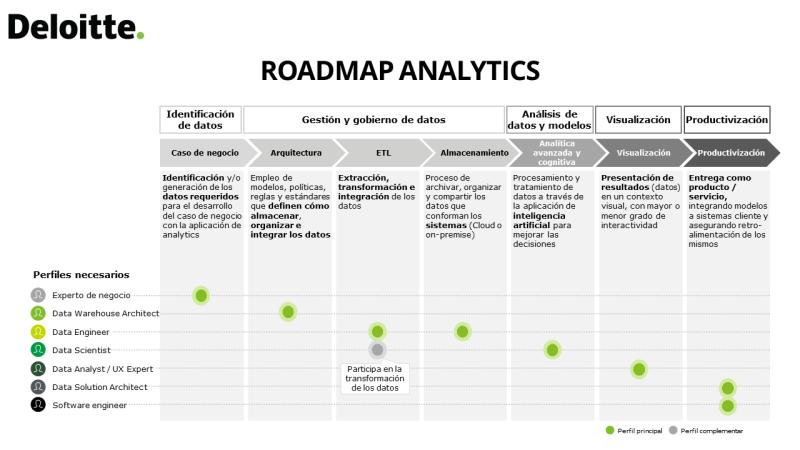 Deloitte.
ROADMAP ANALYTICS
Identificación
de datos
Gestión y gobierno de datos
Análisis de
datos y modelos
Visualización
Productivización
Caso de negocio
Arquitectura
ETL
Almacenamiento
Analítica
avanzada y
cognitiva
Visualización
Productivización
Identificación y/o
generación de los
datos requeridos
para el desarrollo
del caso de negocio
con la aplicación de
analytics
Empleo de
modelos, políticas,
reglas y estándares
que definen cómo
almacenar,
organizar e
integrar los datos
Extracción,
transformación e
integración de los
datos
Proceso de
archivar, organizar
y compartir los
datos que
conforman los
sistemas (Cloud o
on-premise)
Procesamiento y
tratamiento de
datos a través de
la aplicación de
inteligencia
artificial para
mejorar las
decisiones
Presentación de
resultados (datos)
en un contexto
visual, con mayor o
menor grado de
interactividad
Entrega como
producto /
servicio,
integrando modelos
a sistemas cliente y
asegurando retro-
alimentación de los
mismos
Perfiles necesarios
Experto de negocio
Data Warehouse Architect
Data Engineer
Data Scientist
Data Analyst / UX Expert
Data Solution Architect
Software engineer
Participa en la
transformación
de los datos
Perfil principal
Perfil complementar